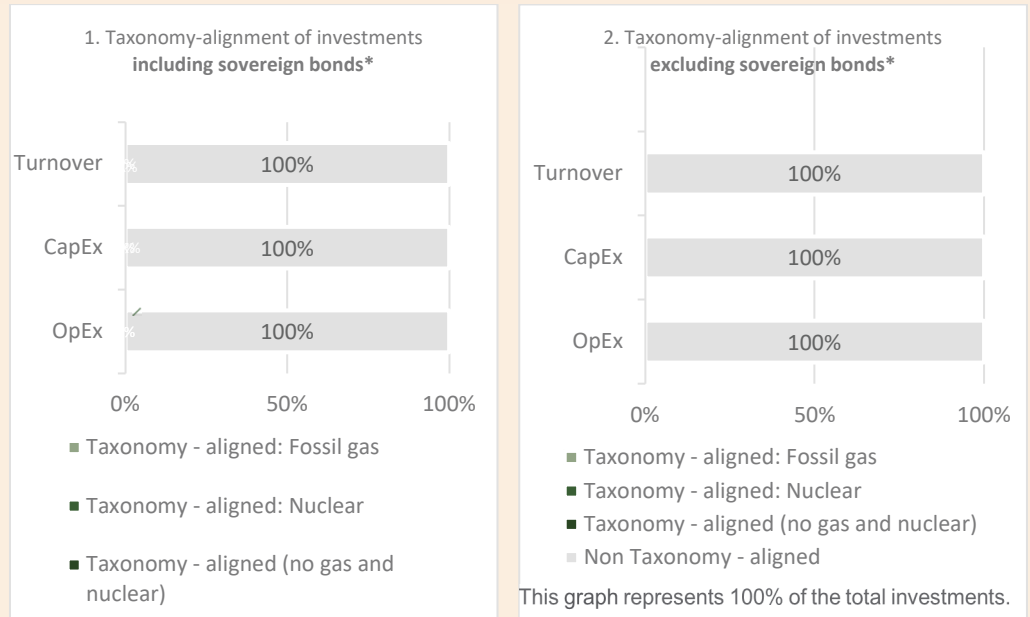 1. Taxonomy-alignment of investments
including sovereign bonds*
Turnover
%
100%
CapEx
%
100%
OpEx
%
100%
0% 50% 100%
Taxonomy - aligned: Fossil gas
Taxonomy - aligned: Nuclear
Taxonomy - aligned (no gas and
nuclear)
2. Taxonomy-alignment of investments
excluding sovereign bonds*
Turnover
100%
CapEx
100%
OpEx
100%
0% 50% 100%
Taxonomy - aligned: Fossil gas
Taxonomy - aligned: Nuclear
Taxonomy - aligned (no gas and nuclear)
Non Taxonomy - aligned
This graph represents 100% of the total investments.